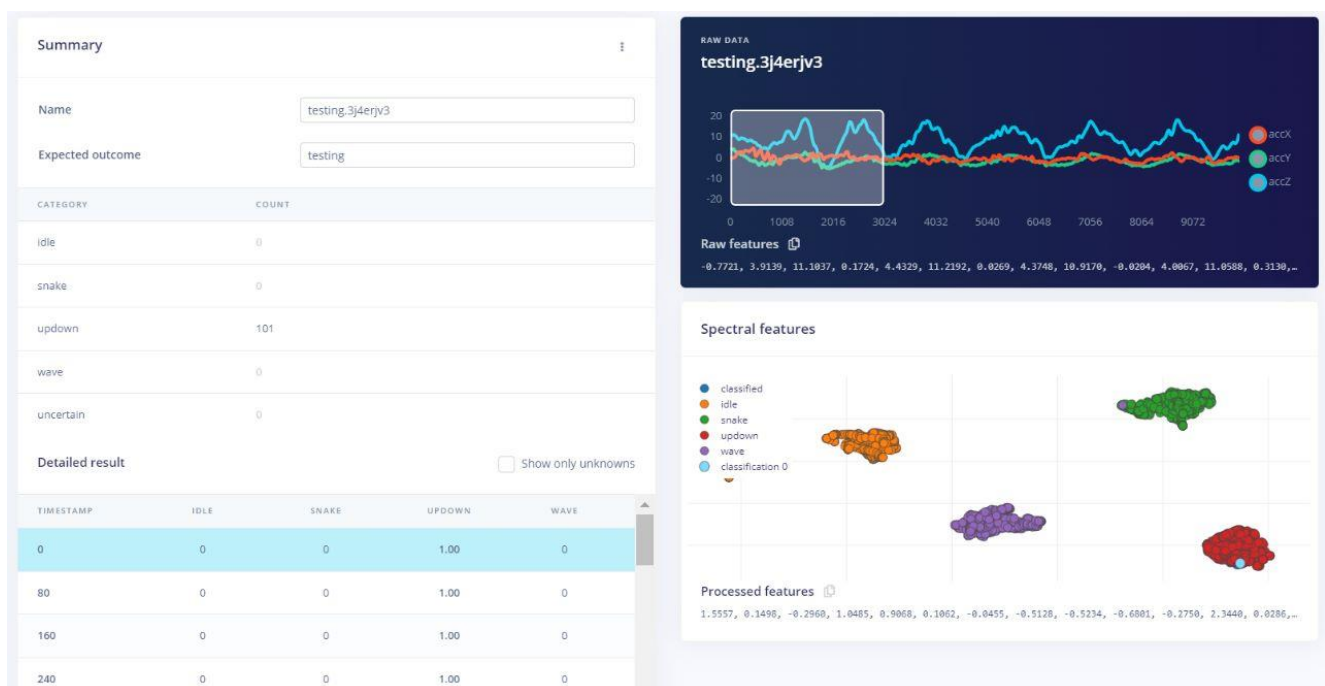 Summary
Name testing.3j4erjv3
Expected outcome testing
CATEGORY COUNT
idle 0
snake 0
updown 101
wave 0
uncertain 0
Detailed result Show only unknowns
TIMESTAMP IDLE SNAKE UPDOWN WAVE
0 0 0 1.00 0
80 0 0 1.00 0
160 0 0 1.00 0
240 0 0 1.00 0
RAW DATA
testing.3j4erjv3
20
10
0
-10
-20
0 1008 2016 3024 4032 5040 6048 7056 8064 9072
accX
accY
accZ
Raw features
-0.7721, 3.9139, 11.1037, 0.1724, 4.4329, 11.2192, 0.0269, 4.3748, 10.9170, -0.0204, 4.0067, 11.0588, 0.3130,…
Spectral features
classified
idle
snake
updown
wave
classification 0
Processed features
1.5557, 0.1498, -0.2960, 1.0485, 0.9068, 0.1062, -0.0455, -0.5128, -0.5234, -0.6801, -0.2750, 2.3440, 0.0286,…